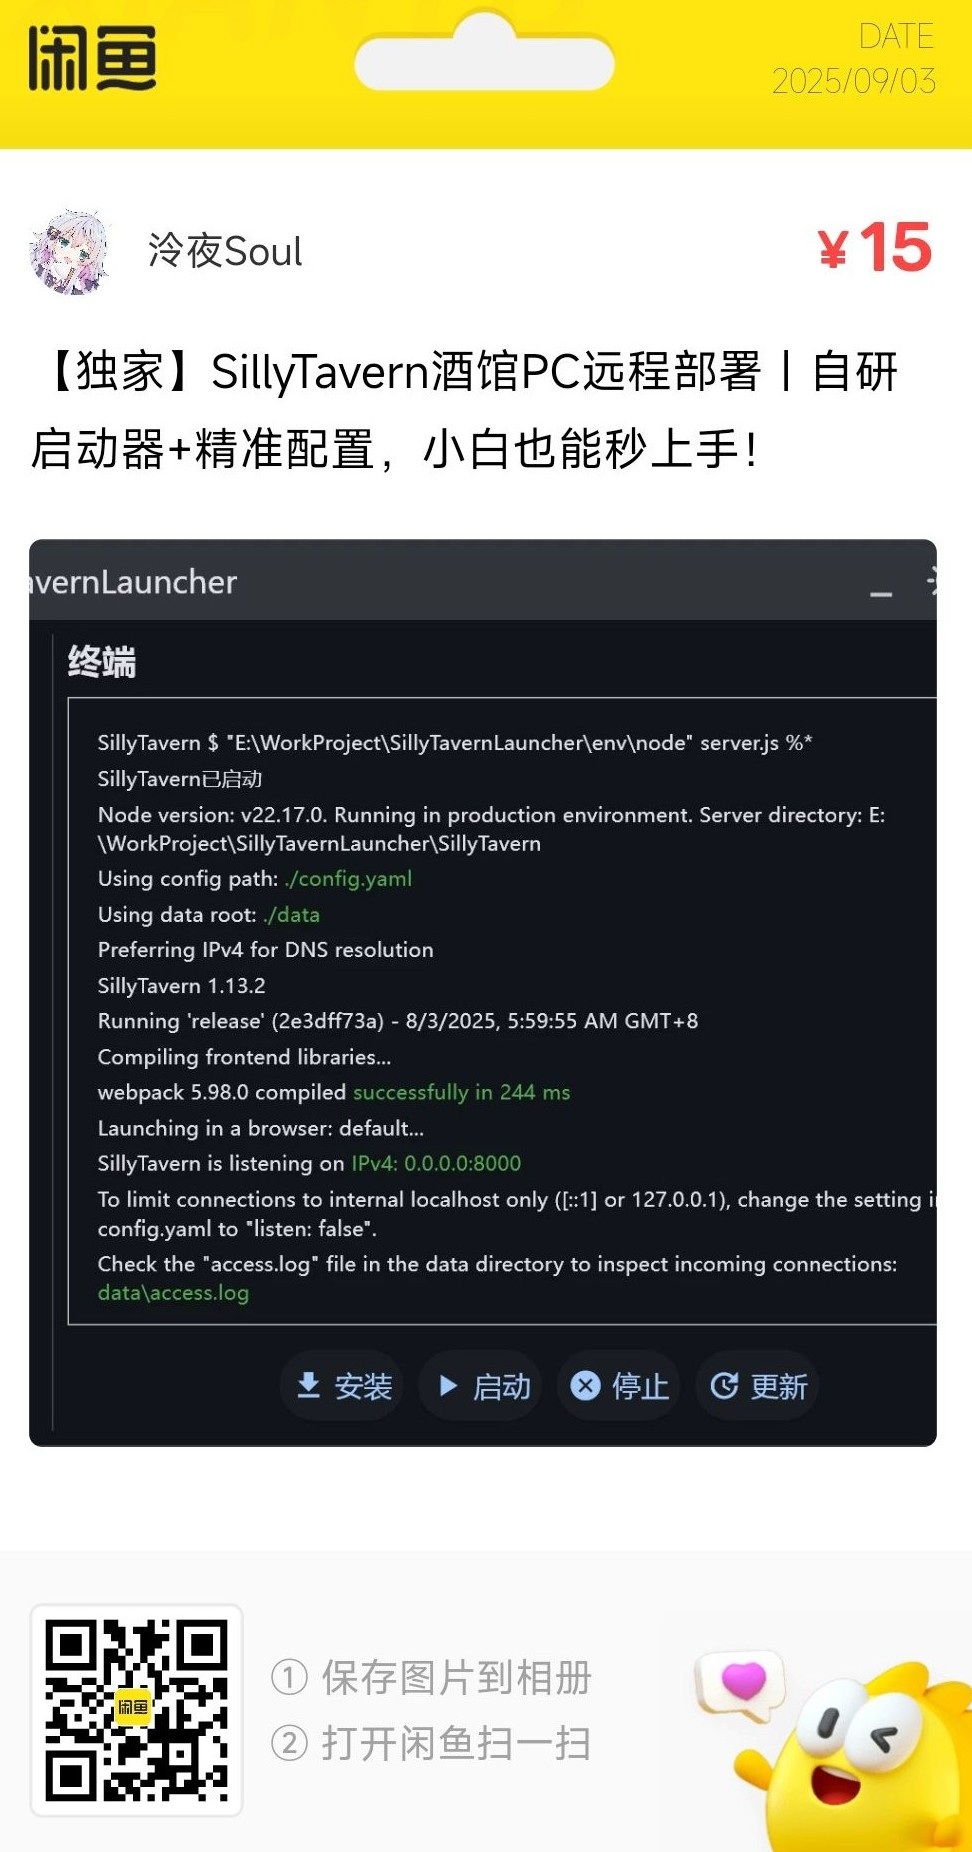 闲鱼
DATE
2025/09/03
泠夜Soul
¥15
【独家】SillyTavern酒馆PC远程部署丨自研
启动器+精准配置，小白也能秒上手！
avernLauncher
终端
SillyTavern $ "E:\WorkProject\SillyTavernLauncher\env\node" server.js %*
SillyTavern已启动
Node version: v22.17.0. Running in production environment. Server directory: E:
\WorkProject\SillyTavernLauncher\SillyTavern
Using config path: ./config.yaml
Using data root: ./data
Preferring IPv4 for DNS resolution
SillyTavern 1.13.2
Running 'release' (2e3dff73a) - 8/3/2025, 5:59:55 AM GMT+8
Compiling frontend libraries...
webpack 5.98.0 compiled successfully in 244 ms
Launching in a browser: default...
SillyTavern is listening on IPv4: 0.0.0.0:8000
To limit connections to internal localhost only ([::1] or 127.0.0.1), change the setting i
config.yaml to "listen: false".
Check the "access.log" file in the data directory to inspect incoming connections:
data\access.log
安装 启动 停止 更新
闲鱼
① 保存图片到相册
② 打开闲鱼扫一扫